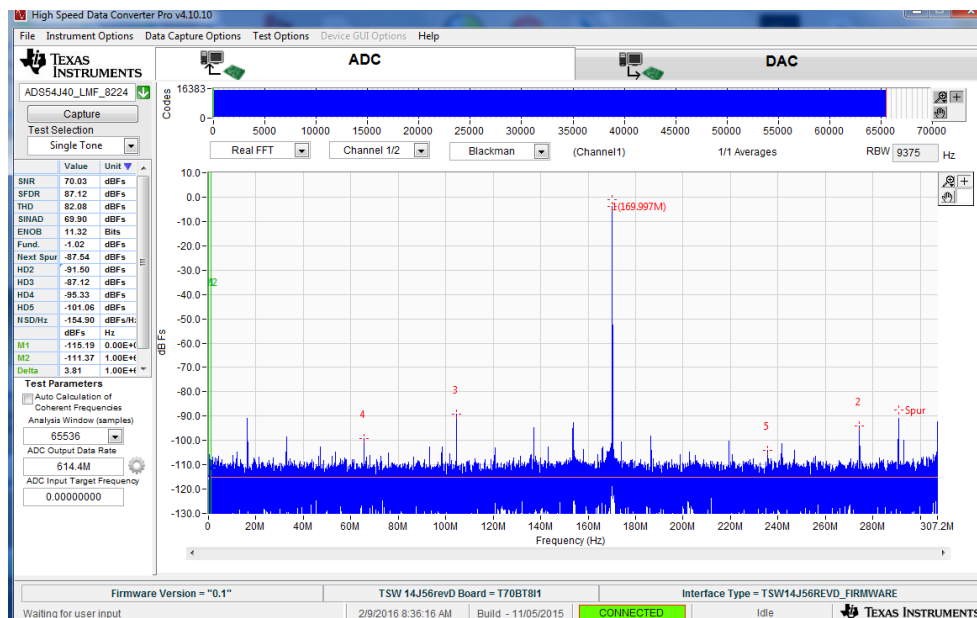 High Speed Data Converter Pro v4.10.10
File Instrument Options Data Capture Options Test Options Device GUI Options Help
TEXAS INSTRUMENTS
ADC
DAC
ADS54J40_LMF_8224
Capture
Test Selection
Single Tone
Value Unit
SNR 70.03 dBFs
SFDR 87.12 dBFs
THD 82.08 dBFs
SINAD 69.90 dBFs
ENOB 11.32 Bits
Fund. -1.02 dBFs
Next Spur -87.54 dBFs
HD2 -91.50 dBFs
HD3 -87.12 dBFs
HD4 -95.33 dBFs
HD5 -101.06 dBFs
NSD/Hz -154.90 dBFs/H
dBFs Hz
M1 -115.19 0.00E+
M2 -111.37 1.00E+
Delta 3.81 1.00E+
Test Parameters
Auto Calculation of
Coherent Frequencies
Analysis Window (samples)
65536
ADC Output Data Rate
614.4M
ADC Input Target Frequency
0.00000000
Codes
16383
0
0 5000 10000 15000 20000 25000 30000 35000 40000 45000 50000 55000 60000 65000 70000
Real FFT Channel 1/2 Blackman (Channel1) 1/1 Averages RBW 9375 Hz
dB Fs
10.0
0.0
-10.0
-20.0
-30.0
-40.0
-50.0
-60.0
-70.0
-80.0
-90.0
-100.0
-110.0
-120.0
-130.0
1(169.997M)
4
3
5
2
Spur
0 20M 40M 60M 80M 100M 120M 140M 160M 180M 200M 220M 240M 260M 280M 307.2M
Frequency (Hz)
Firmware Version = "0.1" TSW 14J56revD Board = T70BT8I1 Interface Type = TSW14J56REVD_FIRMWARE
Waiting for user input 2/9/2016 8:36:16 AM Build - 11/05/2015 CONNECTED Idle TEXAS INSTRUMENTS